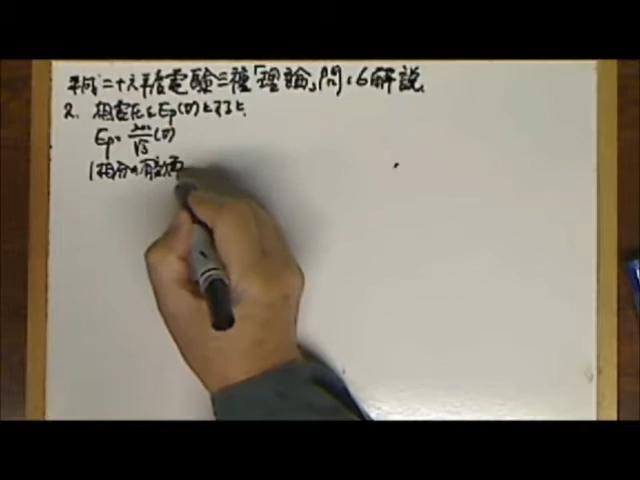 平成二十六年度電験三種「理論」問16解説
2. 相電圧をEp(V)とすると、
Ep=200/√3(V)
1相分の有効電